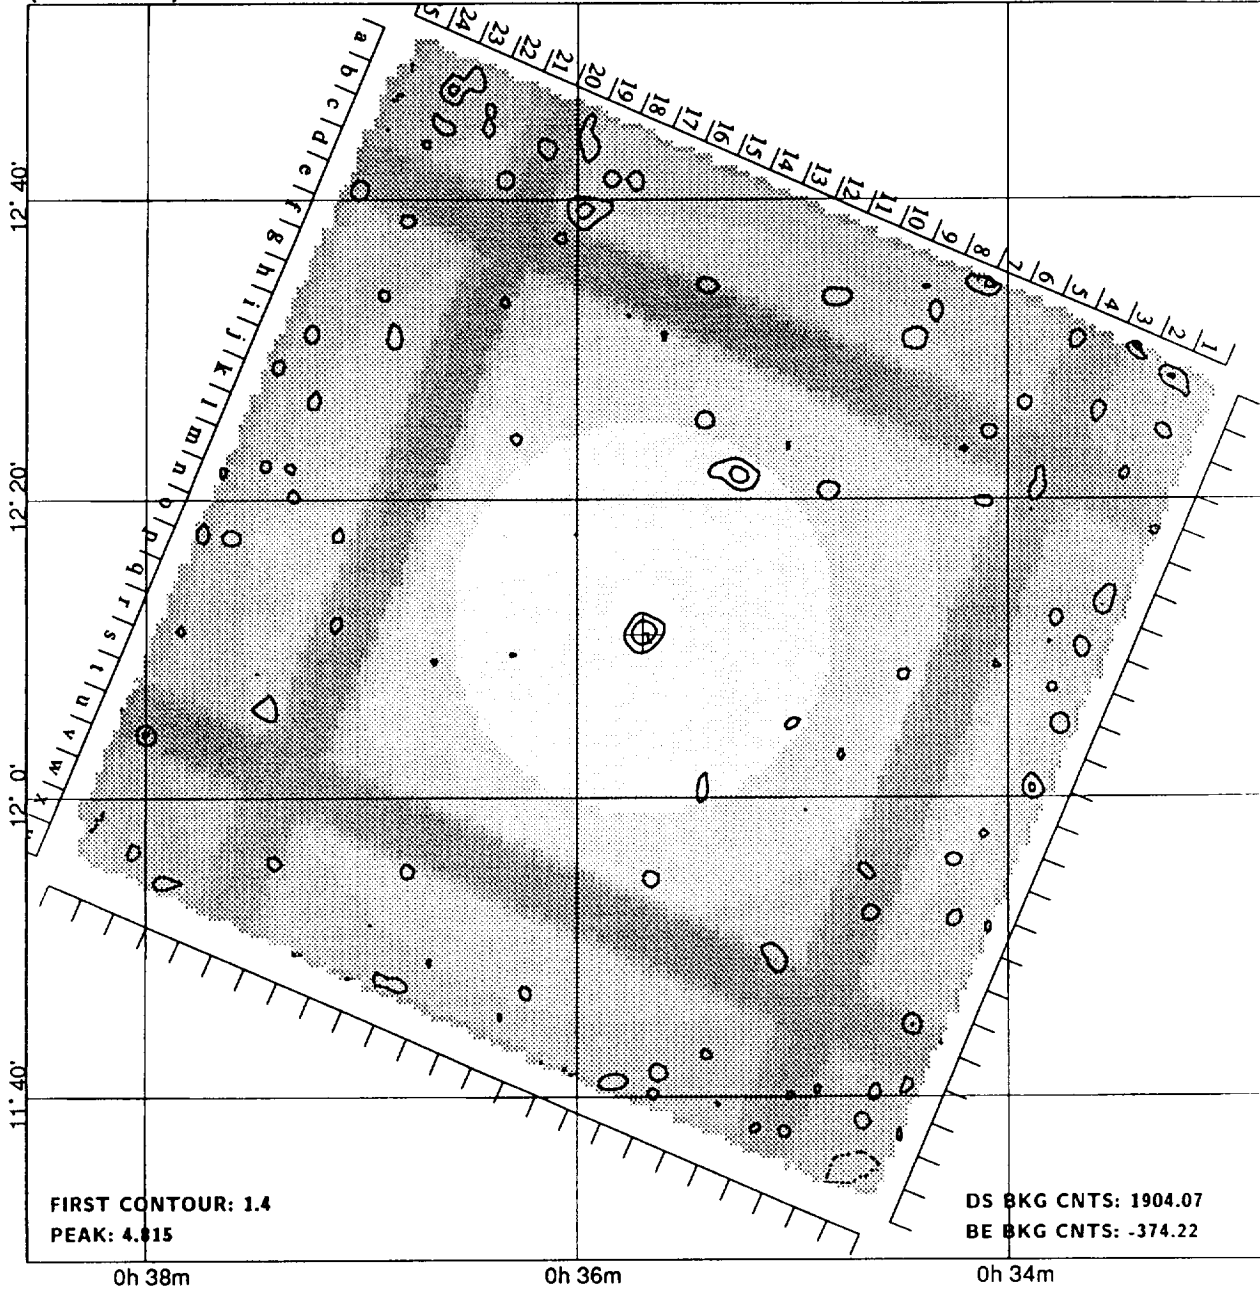 5 24 23 22 21 20 19 18 17 16 15 14 13 12 11 10 9 8 7 6 5 4 3 2 1
a b c d e f g h i j k l m n o p q r s t u v w x
12° 40'
12° 20'
12° 0'
11° 40'
FIRST CONTOUR: 1.4
PEAK: 4.815
DS BKG CNTS: 1904.07
BE BKG CNTS: -374.22
0h 38m
0h 36m
0h 34m